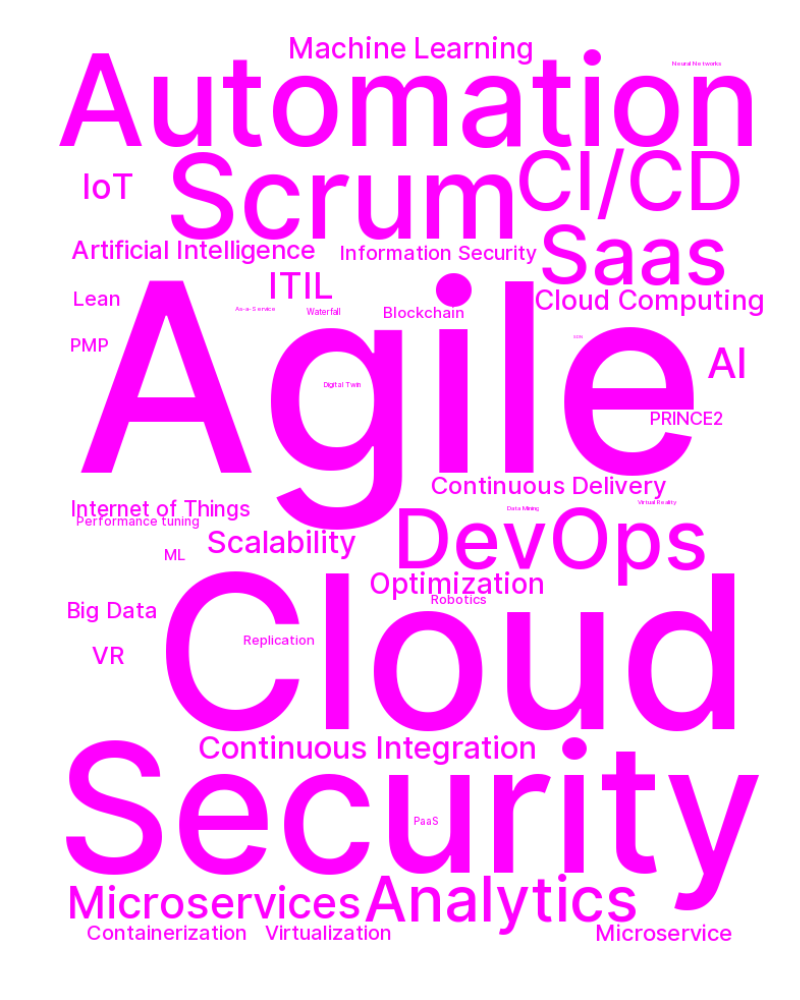 Machine Learning
Neural Networks
Automation
IoT
Scrum
CI/CD
Artificial Intelligence
Information Security
Saas
ITIL
Lean
As-a-Service
Waterfall
Blockchain
Cloud Computing
PMP
Agile
AI
Digital Twin
PRINCE2
Continuous Delivery
Internet of Things
Virtual Reality
Data Mining
Performance tuning
Scalability
DevOps
ML
Optimization
Robotics
Big Data
Cloud
Replication
VR
Continuous Integration
Security
PaaS
Microservices
Analytics
Containerization
Virtualization
Microservice